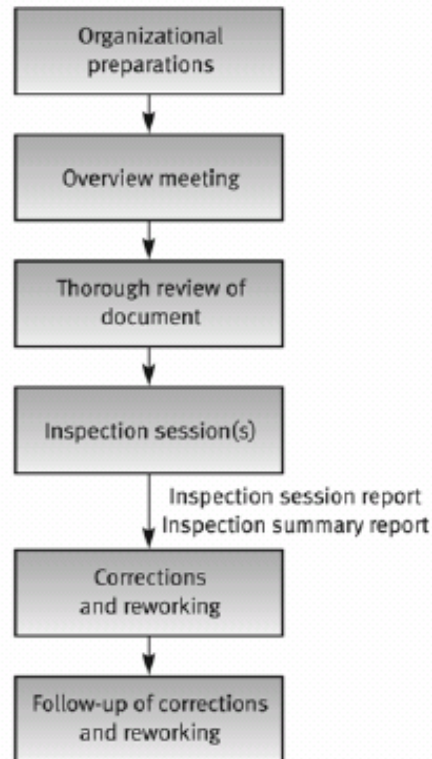 Organizational
preparations
Overview meeting
Thorough review of
document
Inspection session(s)
Inspection session report
Inspection summary report
Corrections
and reworking
Follow-up of corrections
and reworking